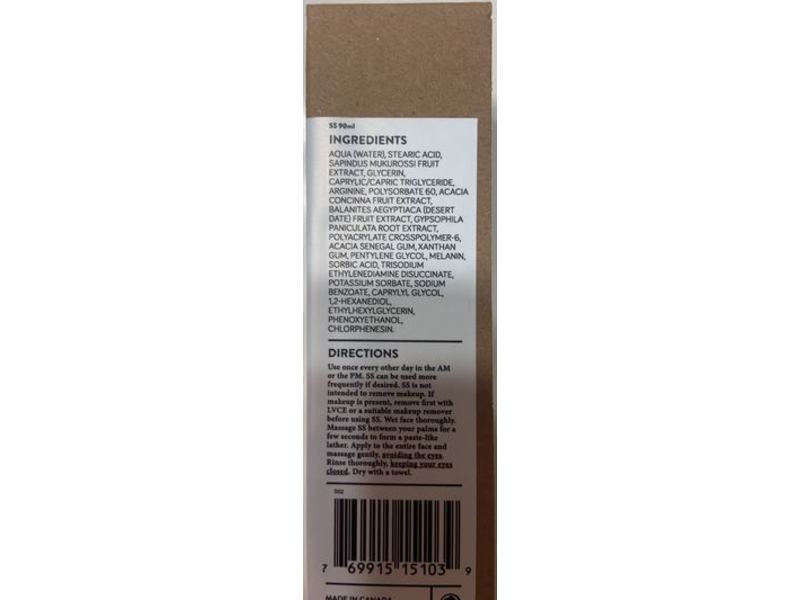 SS 90ml
INGREDIENTS
AQUA (WATER), STEARIC ACID,
SAPINDUS MUKUROSSI FRUIT
EXTRACT, GLYCERIN,
CAPRYLIC/CAPRIC TRIGLYCERIDE,
ARGININE, POLYSORBATE 60, ACACIA
CONCINNA FRUIT EXTRACT,
BALANITES AEGYPTIACA (DESERT
DATE) FRUIT EXTRACT, GYPSOPHILA
PANICULATA ROOT EXTRACT,
POLYACRYLATE CROSSPOLYMER-6,
ACACIA SENEGAL GUM, XANTHAN
GUM, PENTYLENE GLYCOL, MELANIN,
SORBIC ACID, TRISODIUM
ETHYLENEDIAMINE DISUCCINATE,
POTASSIUM SORBATE, SODIUM
BENZOATE, CAPRYLYL GLYCOL,
1,2-HEXANEDIOL,
ETHYLHEXYLGLYCERIN,
PHENOXYETHANOL,
CHLORPHENESIN.
DIRECTIONS
Use once every other day in the AM
or the PM. SS can be used more
frequently if desired. SS is not
intended to remove makeup. If
makeup is present, remove first with
LVCE or a suitable makeup remover
before using SS. Wet face thoroughly.
Massage SS between your palms for a
few seconds to form a paste-like
lather. Apply to the entire face and
massage gently, avoiding the eyes.
Rinse thoroughly, keeping your eyes
closed. Dry with a towel.
002
7 69915 15103 9
MADE IN CANADA